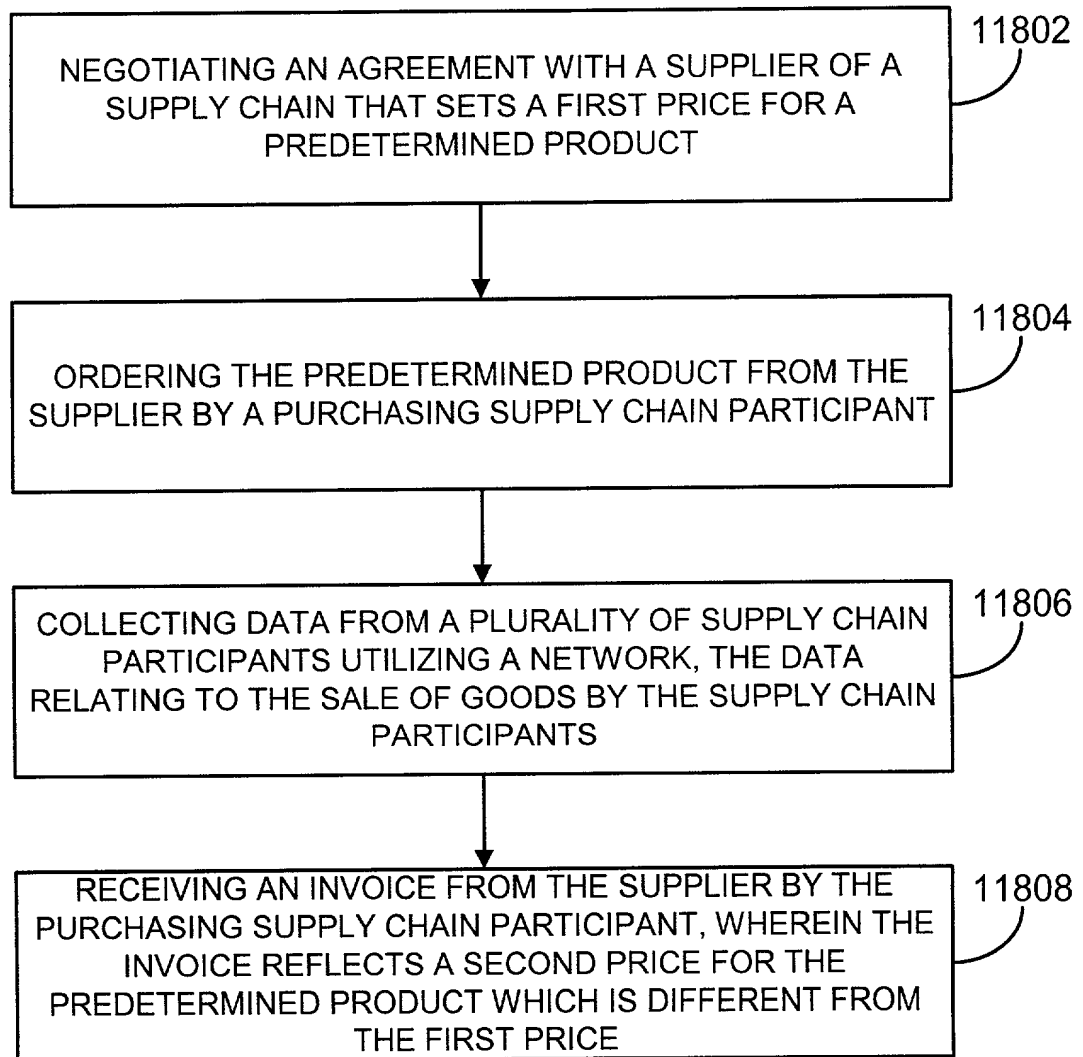 11802
NEGOTIATING AN AGREEMENT WITH A SUPPLIER OF A
SUPPLY CHAIN THAT SETS A FIRST PRICE FOR A
PREDETERMINED PRODUCT
11804
ORDERING THE PREDETERMINED PRODUCT FROM THE
SUPPLIER BY A PURCHASING SUPPLY CHAIN PARTICIPANT
11806
COLLECTING DATA FROM A PLURALITY OF SUPPLY CHAIN
PARTICIPANTS UTILIZING A NETWORK, THE DATA
RELATING TO THE SALE OF GOODS BY THE SUPPLY CHAIN
PARTICIPANTS
11808
RECEIVING AN INVOICE FROM THE SUPPLIER BY THE
PURCHASING SUPPLY CHAIN PARTICIPANT, WHEREIN THE
INVOICE REFLECTS A SECOND PRICE FOR THE
PREDETERMINED PRODUCT WHICH IS DIFFERENT FROM
THE FIRST PRICE